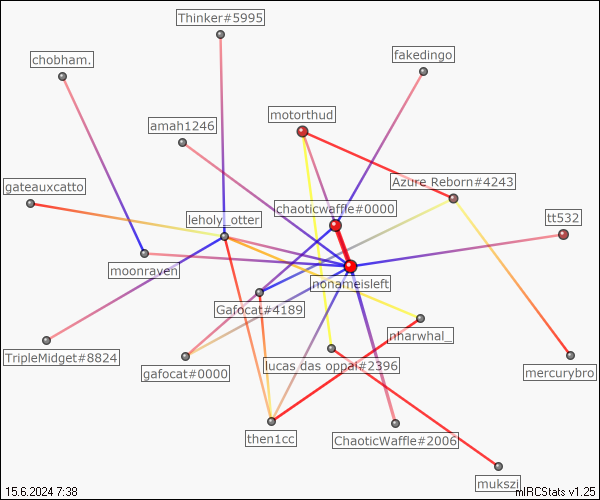 Thinker#5995
chobham.
fakedingo
motorthud
amah1246
gateauxcatto
Azure Reborn#4243
chaoticwaffle#0000
leholy_otter
tt532
moonraven
nonameisleft
Gafocat#4189
nharwhal_
TripleMidget#8824
lucas das oppai#2396
gafocat#0000
mercurybro
then1cc
ChaoticWaffle#2006
mukszi
15.6.2024 7:38
mIRCStats v1.25